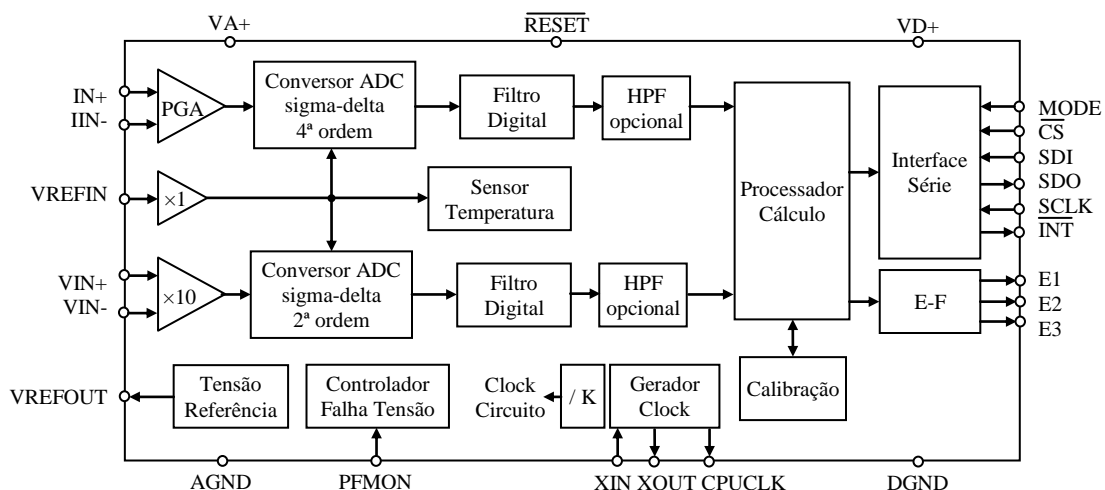 VA+
RESET
VD+
IN+
IIN-
PGA
Conversor ADC
sigma-delta
4ª ordem
Filtro
Digital
HPF
opcional
VREFIN
×1
Sensor
Temperatura
Processador
Cálculo
Interface
Série
MODE
CS
SDI
SDO
SCLK
INT
VIN+
VIN-
×10
Conversor ADC
sigma-delta
2ª ordem
Filtro
Digital
HPF
opcional
E-F
E1
E2
E3
VREFOUT
Tensão
Referência
Controlador
Falha Tensão
Clock
Circuito
/ K
Gerador
Clock
Calibração
AGND
PFMON
XIN XOUT CPUCLK
DGND